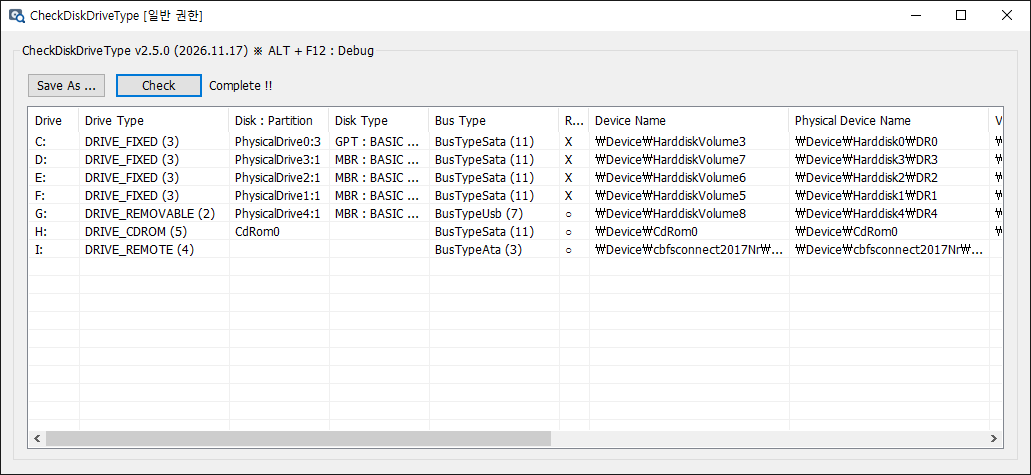 CheckDiskDriveType [일반 권한]
CheckDiskDriveType v2.5.0 (2026.11.17) ※ ALT + F12 : Debug
Save As ... Check Complete !!
Drive Drive Type Disk : Partition Disk Type Bus Type R... Device Name Physical Device Name V
C: DRIVE_FIXED (3) PhysicalDrive0:3 GPT : BASIC ... BusTypeSata (11) X ₩Device₩HarddiskVolume3 ₩Device₩Harddisk0₩DR0 ₩
D: DRIVE_FIXED (3) PhysicalDrive3:1 MBR : BASIC ... BusTypeSata (11) X ₩Device₩HarddiskVolume7 ₩Device₩Harddisk3₩DR3 ₩
E: DRIVE_FIXED (3) PhysicalDrive2:1 MBR : BASIC ... BusTypeSata (11) X ₩Device₩HarddiskVolume6 ₩Device₩Harddisk2₩DR2 ₩
F: DRIVE_FIXED (3) PhysicalDrive1:1 MBR : BASIC ... BusTypeSata (11) X ₩Device₩HarddiskVolume5 ₩Device₩Harddisk1₩DR1 ₩
G: DRIVE_REMOVABLE (2) PhysicalDrive4:1 MBR : BASIC ... BusTypeUsb (7) ○ ₩Device₩HarddiskVolume8 ₩Device₩Harddisk4₩DR4 ₩
H: DRIVE_CDROM (5) CdRom0 BusTypeSata (11) ○ ₩Device₩CdRom0 ₩Device₩CdRom0 ₩
I: DRIVE_REMOTE (4) BusTypeAta (3) ○ ₩Device₩cbfsconnect2017Nr₩... ₩Device₩cbfsconnect2017Nr₩...